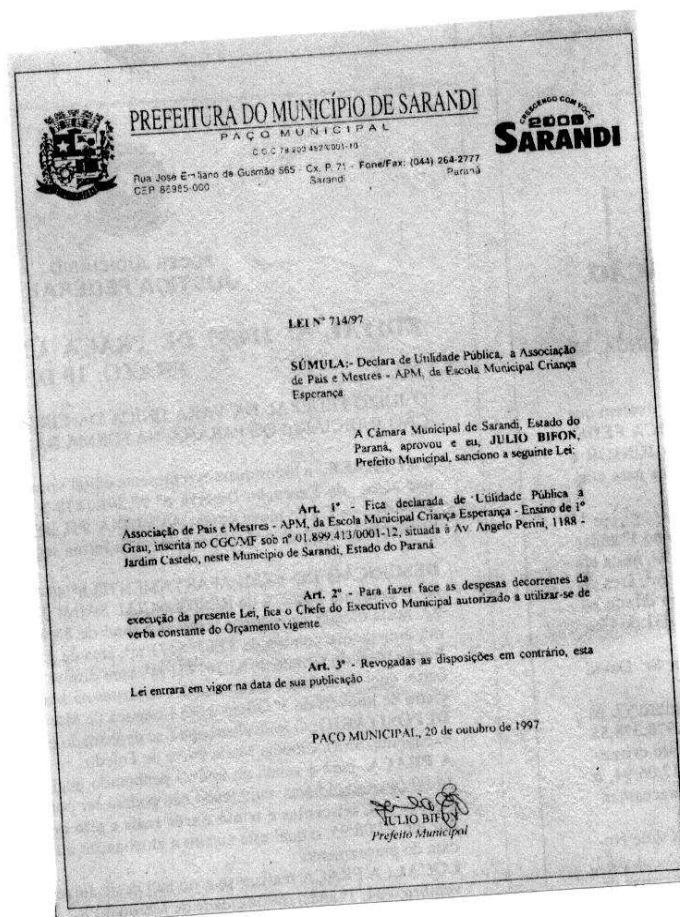 PREFEITURA DO MUNICÍPIO DE SARANDI
PAÇO MUNICIPAL
CRESCENDO COM VOCÊ
2000
SARANDI
Rua José Emiliano de Gusmão 565 - Cx. P. 71 - Fone/Fax: (044) 264-2777
CEP 86985-000 Sarandi Paraná
LEI Nº 714/97
SÚMULA:- Declara de Utilidade Pública, a Associação
de Pais e Mestres - APM, da Escola Municipal Criança
Esperança
A Câmara Municipal de Sarandi, Estado do
Paraná, aprovou e eu, JULIO BIFON,
Prefeito Municipal, sanciono a seguinte Lei:
Art. 1º - Fica declarada de Utilidade Pública a
Associação de Pais e Mestres - APM, da Escola Municipal Criança Esperança - Ensino de 1º
Grau, inscrita no CGC/MF sob nº 01.899.413/0001-12, situada à Av. Angelo Perini, 1188 -
Jardim Castelo, neste Município de Sarandi, Estado do Paraná
Art. 2º - Para fazer face as despesas decorrentes da
execução da presente Lei, fica o Chefe do Executivo Municipal autorizado a utilizar-se de
verba constante do Orçamento vigente
Art. 3º - Revogadas as disposições em contrário, esta
Lei entrara em vigor na data de sua publicação
PAÇO MUNICIPAL, 20 de outubro de 1997
JULIO BIFON
Prefeito Municipal